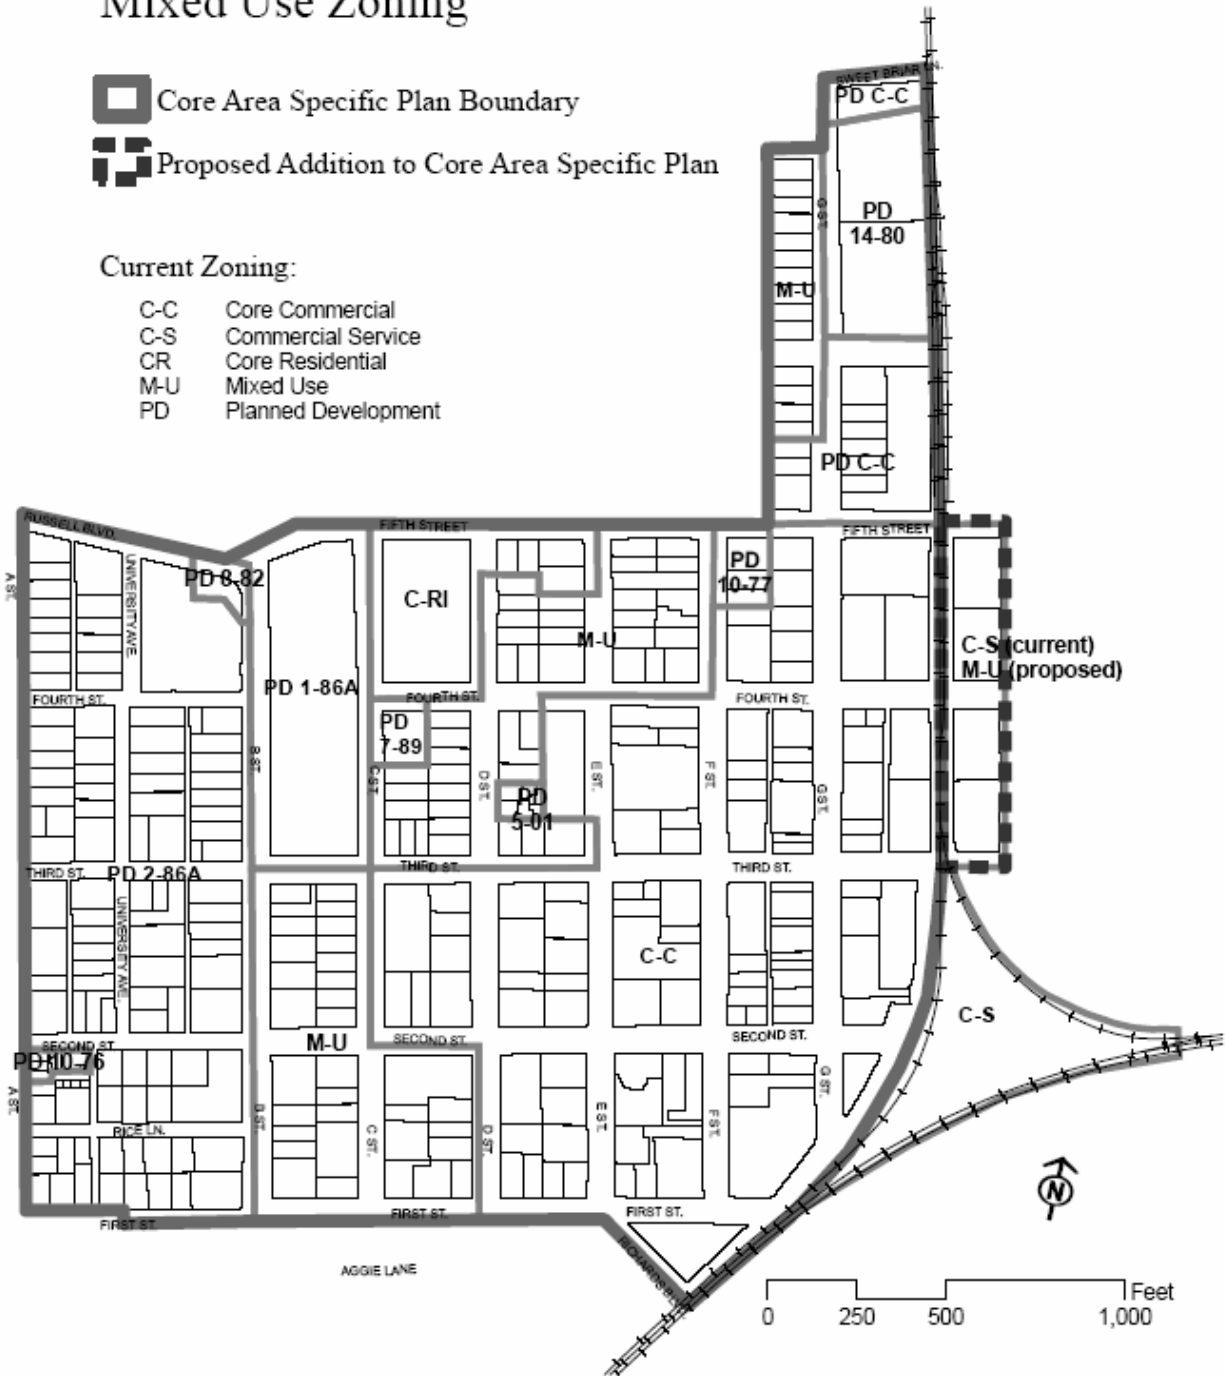 Mixed Use Zoning
Core Area Specific Plan Boundary
Proposed Addition to Core Area Specific Plan
Current Zoning:
C-C Core Commercial
C-S Commercial Service
CR Core Residential
M-U Mixed Use
PD Planned Development
SWEET BRIAR LN.
PD C-C
G ST.
PD
14-80
M-U
PD C-C
RUSSELL BLVD.
FIFTH STREET
FIFTH STREET
A ST.
UNIVERSITY AVE.
PD 8-82
C-RI
PD
10-77
M-U
C-S (current)
M-U (proposed)
PD 1-86A
FOURTH ST.
FOURTH ST.
FOURTH ST.
PD
7-89
B ST.
C ST.
D ST.
E ST.
F ST.
G ST.
PD
5-01
THIRD ST.
PD 2-86A
THIRD ST.
THIRD ST.
UNIVERSITY AVE.
C-C
C-S
SECOND ST
M-U
SECOND ST.
SECOND ST.
PD 10-76
A ST.
B ST.
C ST.
D ST.
E ST.
F ST.
G ST.
RICE LN.
N
FIRST ST.
FIRST ST.
FIRST ST.
RICHARDS BLVD
AGGIE LANE
Feet
0 250 500 1,000